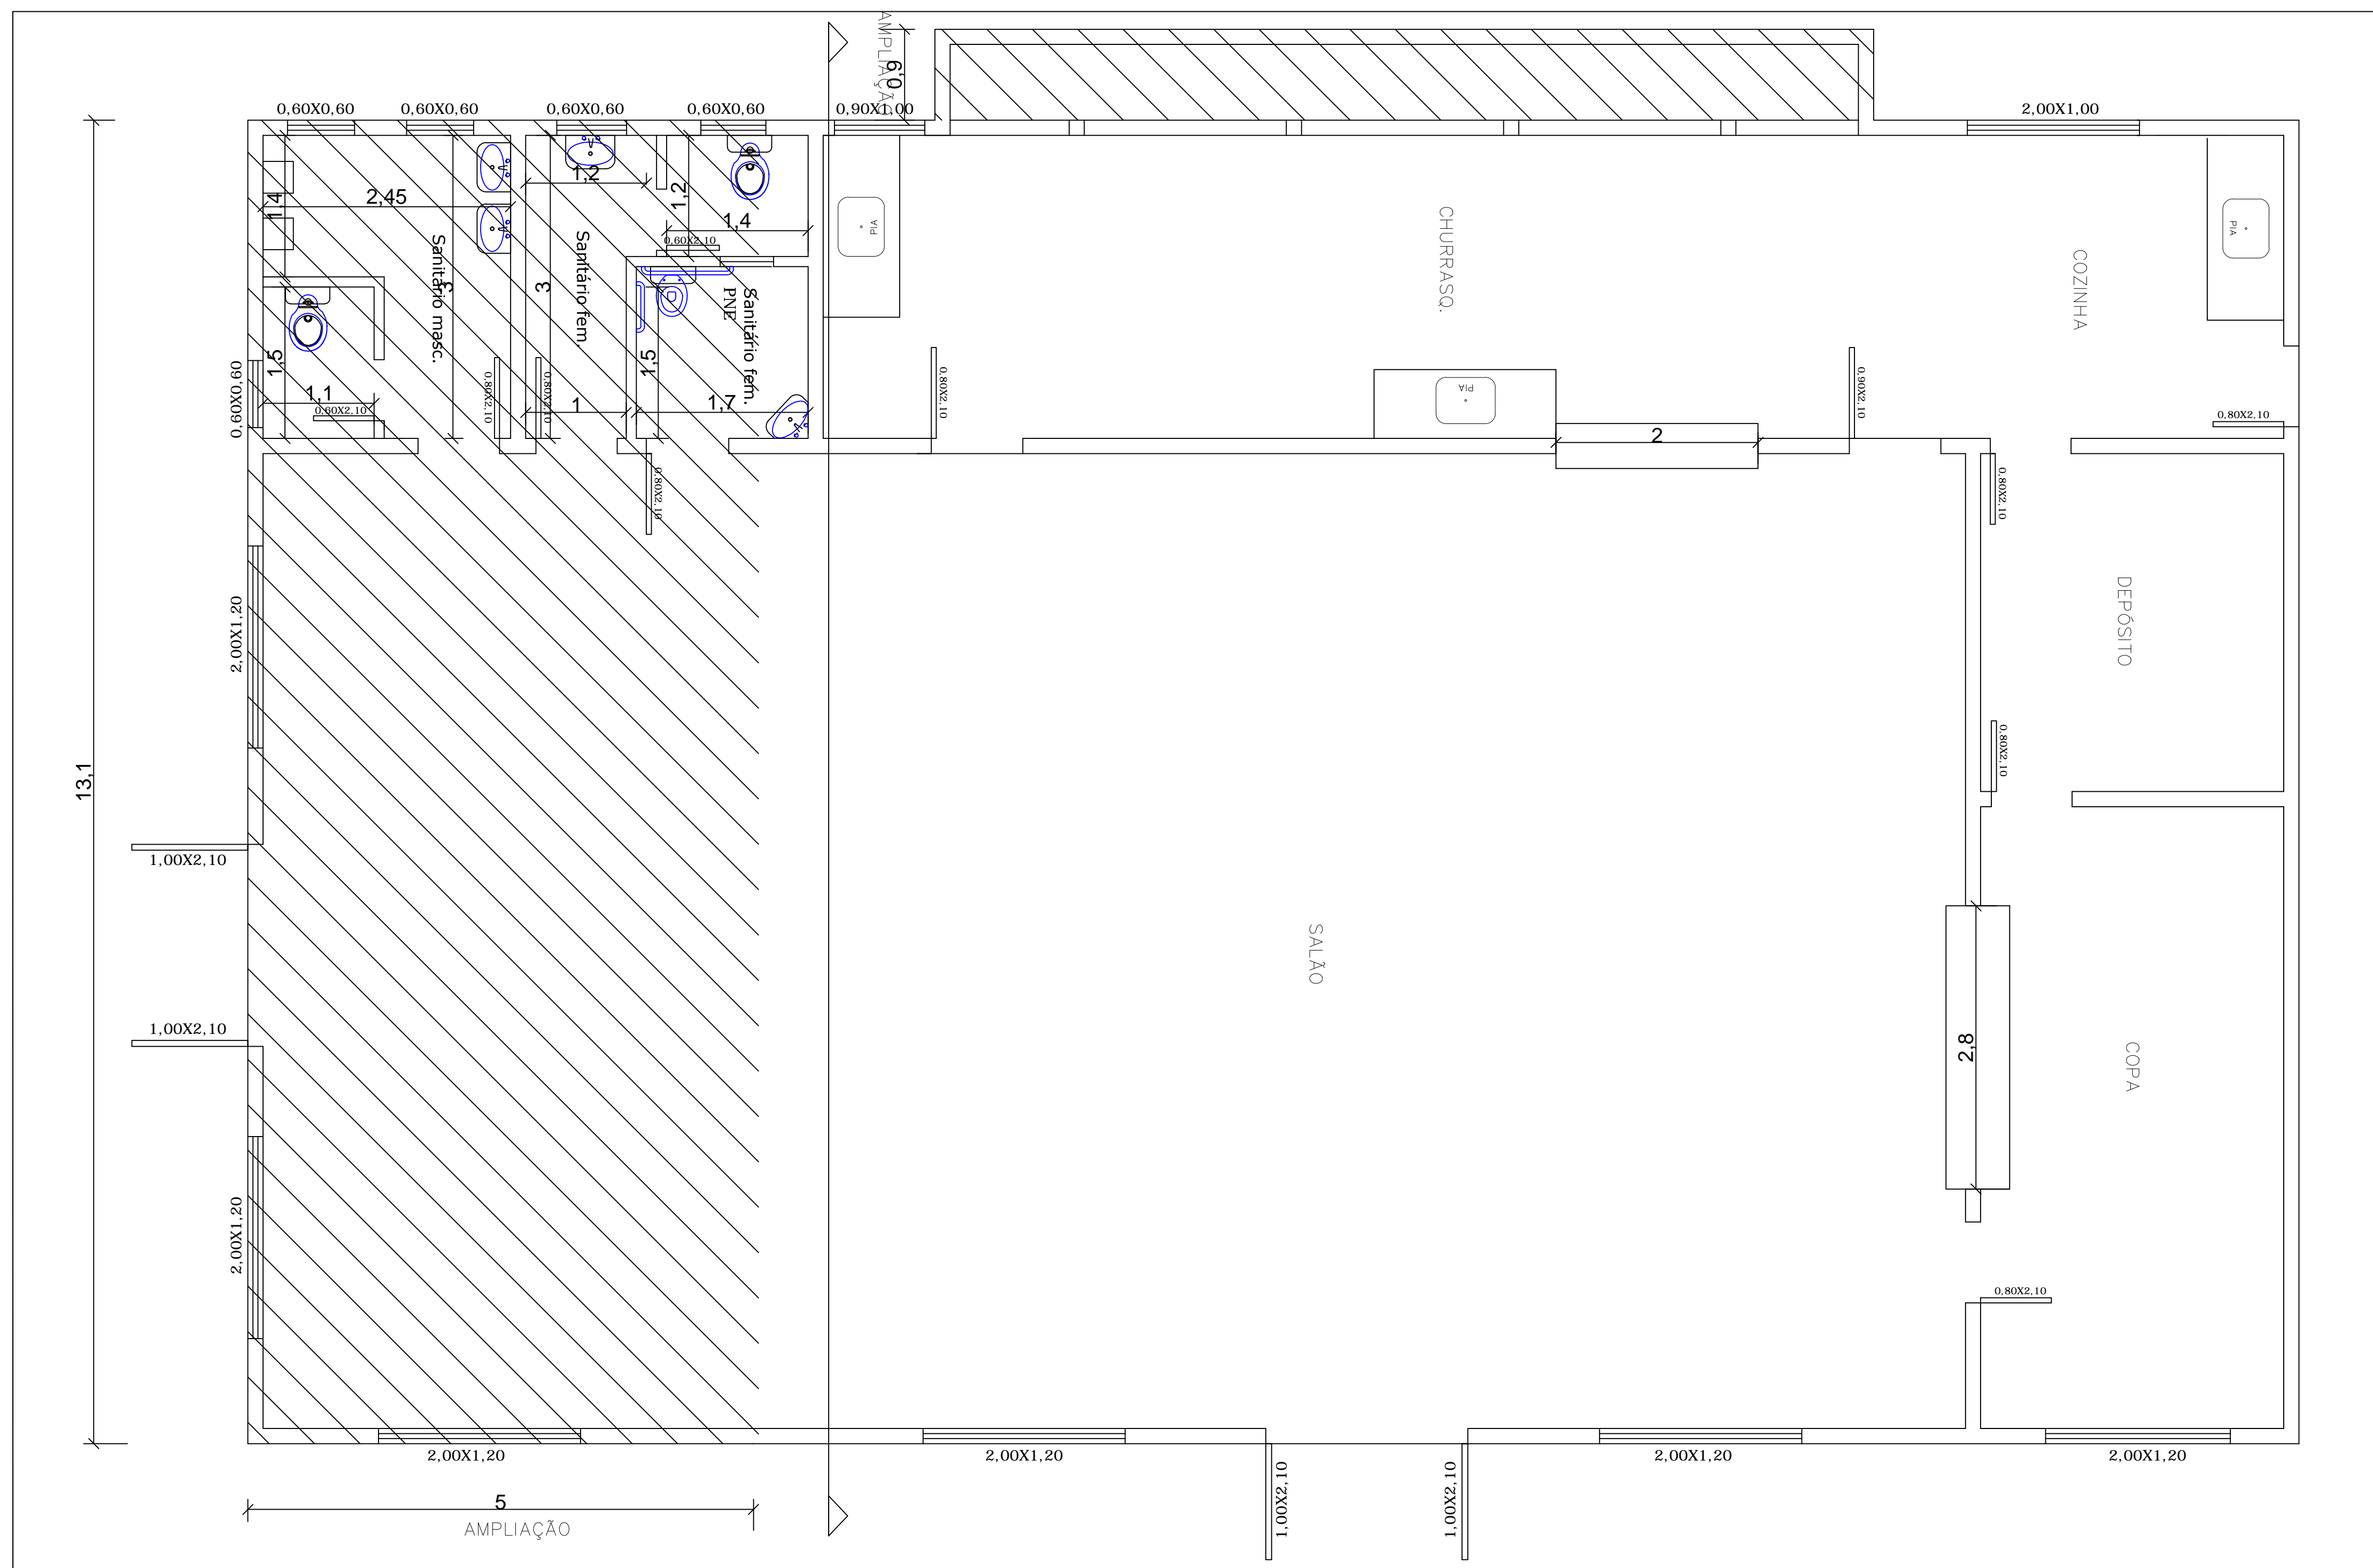 AMPLIAÇÃO
0,9
0,60X0,60
0,60X0,60
0,60X0,60
0,60X0,60
0,90X1,00
2,00X1,00
1,4
2,45
1,2
1,2
1,4
0,60X2,10
PIA
PIA
CHURRASQ.
COZINHA
Sanitário masc.
3
Sanitário fem.
3
Sanitário fem.
PNE
1,5
1,5
1,1
0,60X2,10
0,60X0,60
0,80X2,10
0,80X2,10
1
1,7
0,80X2,10
PIA
0,90X2,10
0,80X2,10
2
0,80X2,10
0,80X2,10
2,00X1,20
DEPÓSITO
13,1
0,80X2,10
1,00X2,10
SALÃO
1,00X2,10
2,8
COPA
2,00X1,20
0,80X2,10
2,00X1,20
2,00X1,20
2,00X1,20
2,00X1,20
5
AMPLIAÇÃO
1,00X2,10
1,00X2,10